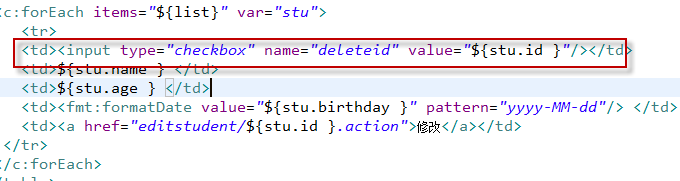 <c:forEach items="${list}" var="stu">
<tr>
<td><input type="checkbox" name="deleteid" value="${stu.id }"/></td>
<td>${stu.name } </td>
<td>${stu.age } </td>
<td><fmt:formatDate value="${stu.birthday }" pattern="yyyy-MM-dd"/> </td>
<td><a href="editstudent/${stu.id }.action">修改</a></td>
</tr>
</c:forEach>